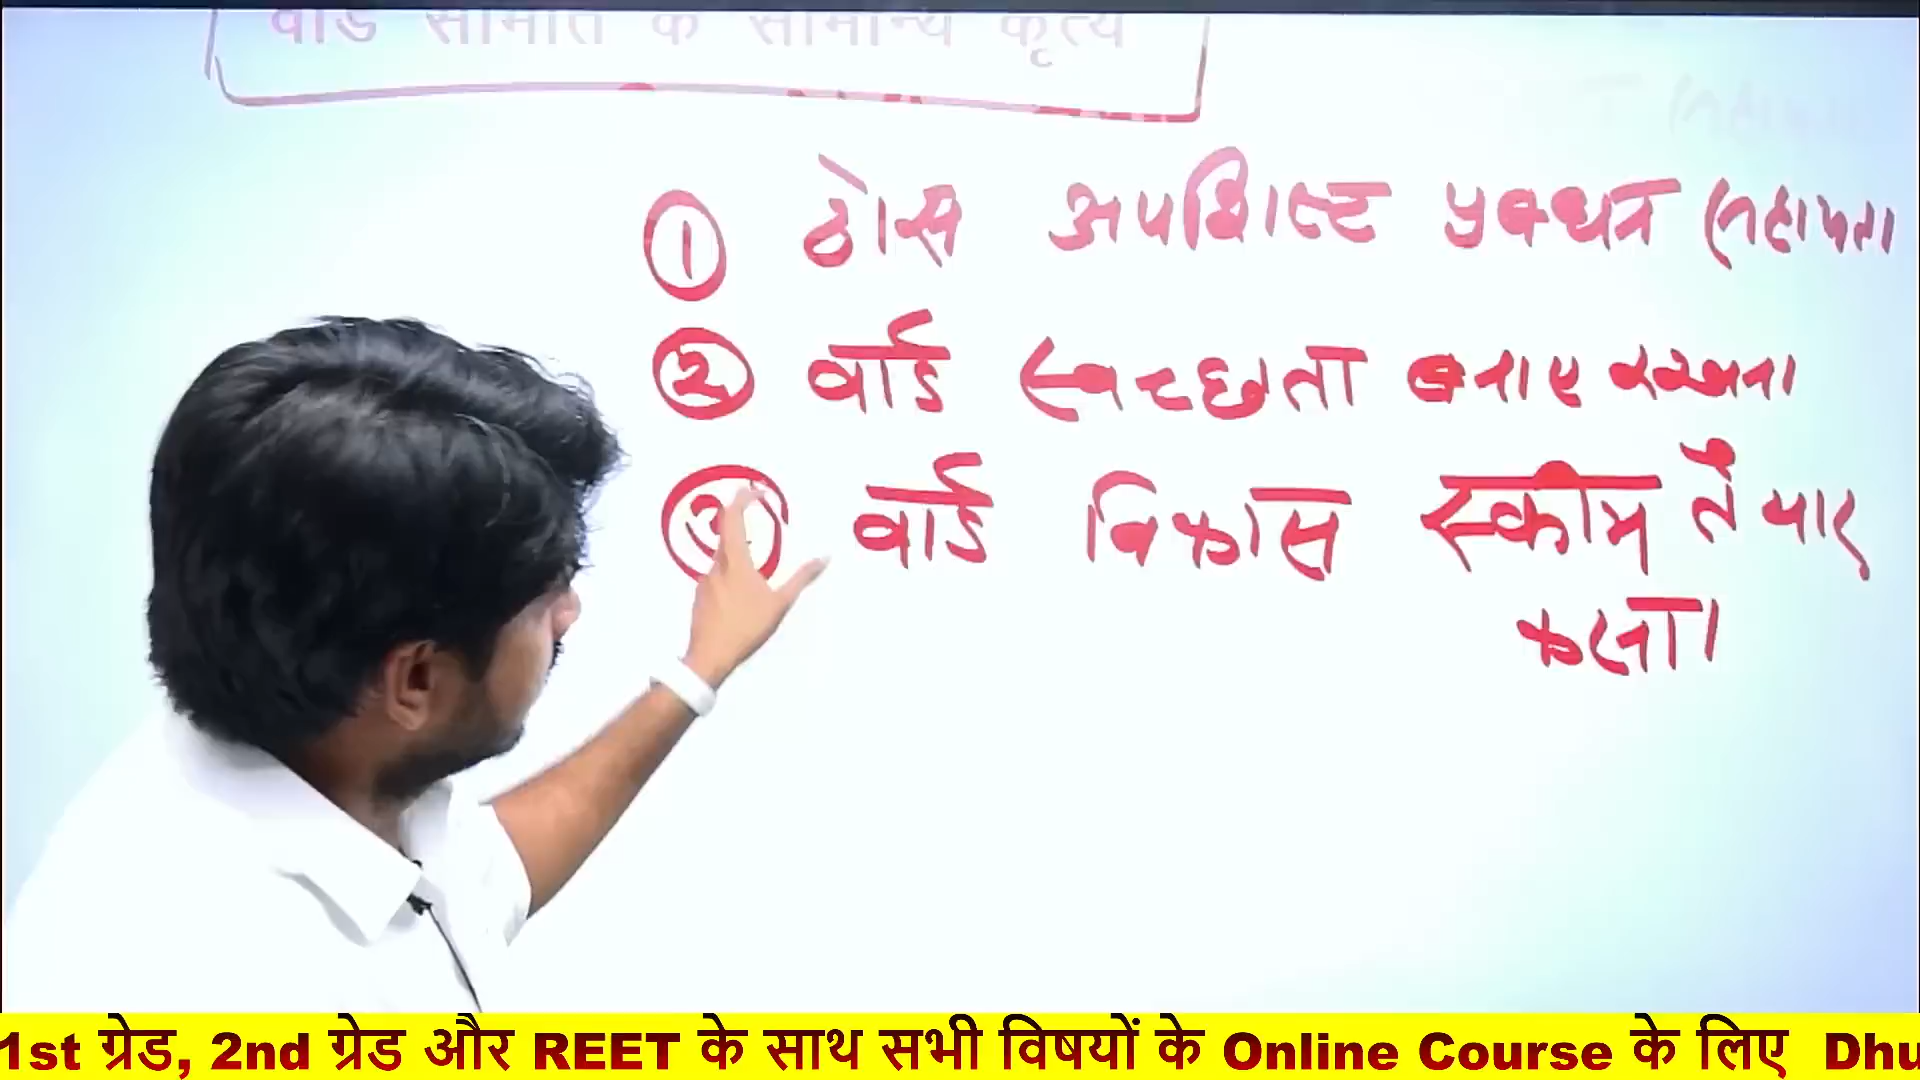 वार्ड समिति के सामान्य कृत्य
① ठोस अपशिष्ट प्रबन्धन सहायता
② वार्ड स्वच्छता बनाए रखना
③ वार्ड विकास स्कीम तैयार
करना।
1st ग्रेड, 2nd ग्रेड और REET के साथ सभी विषयों के Online Course के लिए Dhu